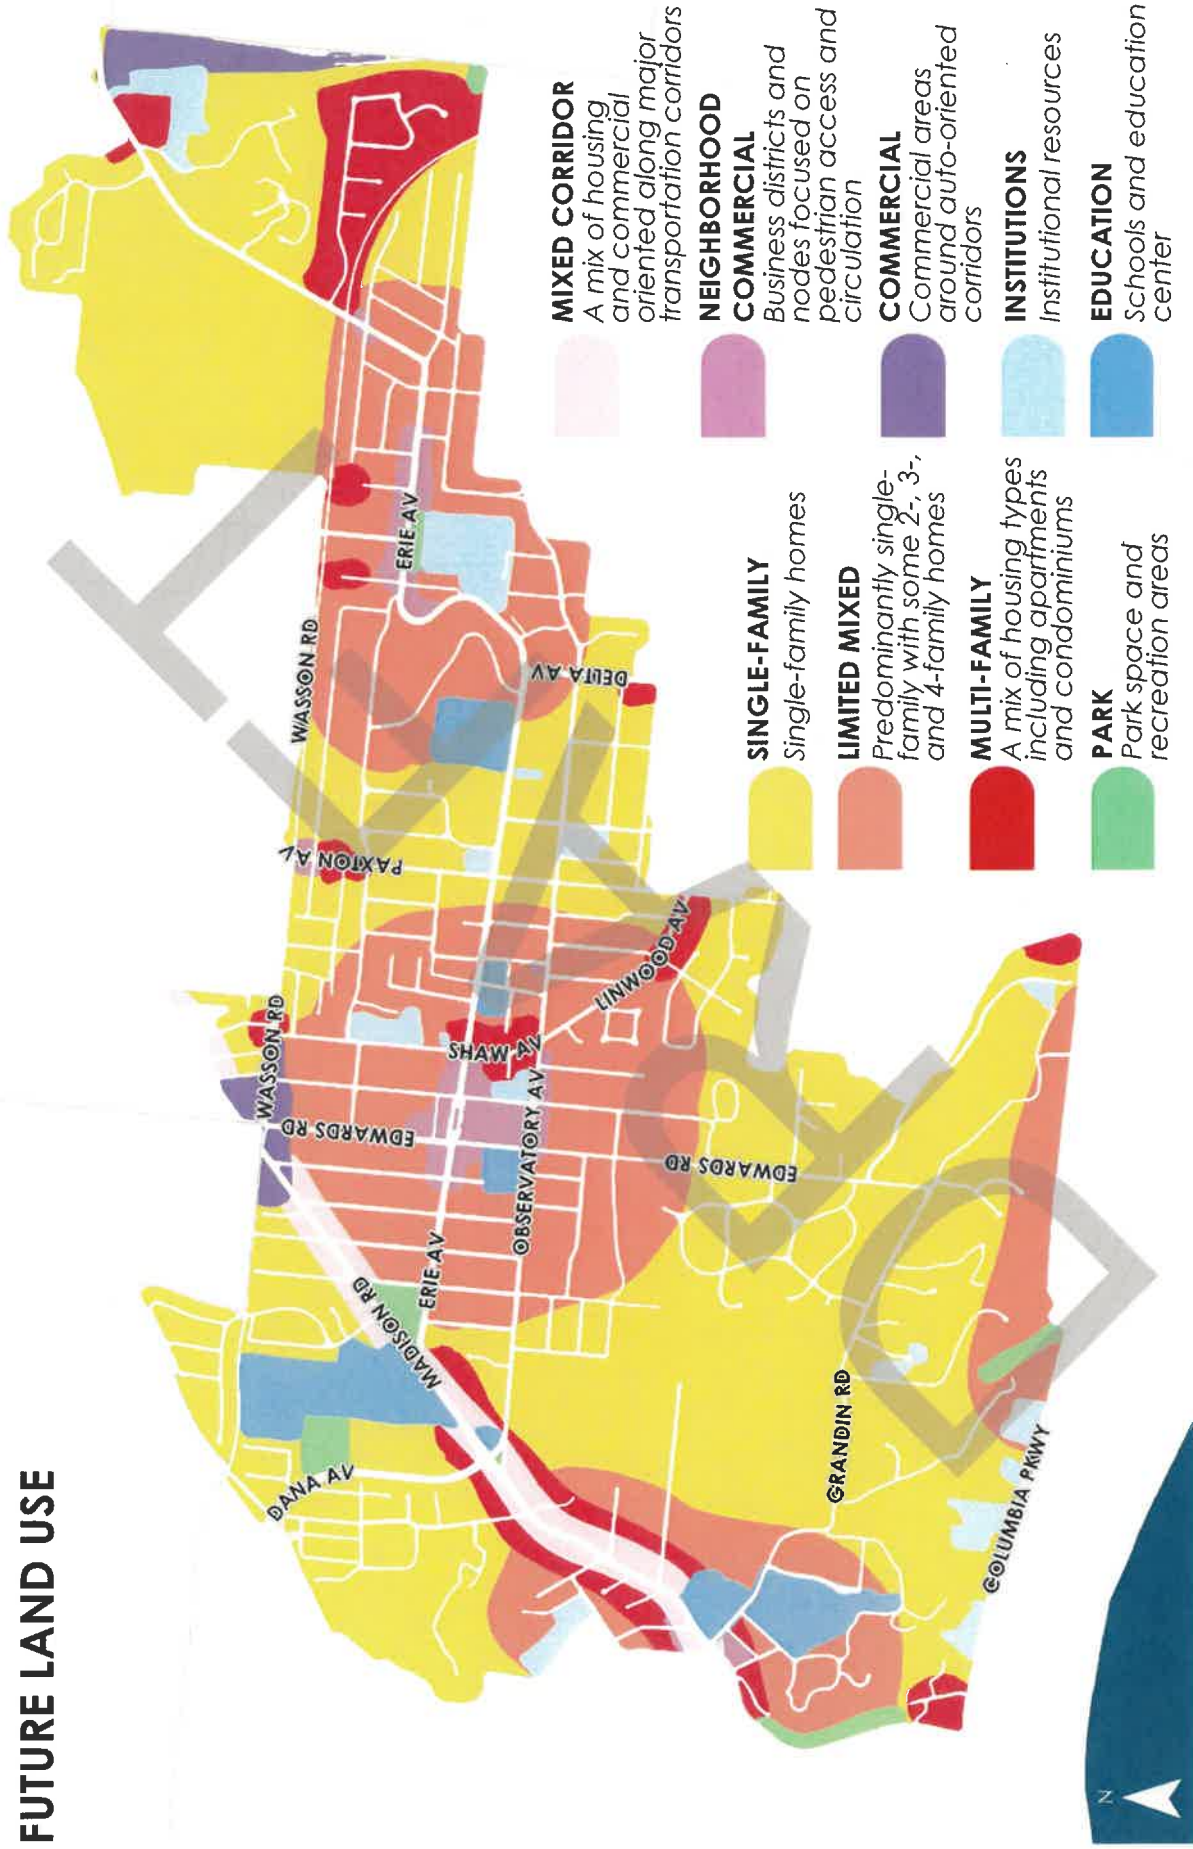 FUTURE LAND USE
DRAFT
WASSON RD
ERIE AV
DELTA AV
PAXTON AV
LINWOOD AV
WASSON RD
SHAW AV
EDWARDS RD
OBSERVATORY AV
EDWARDS RD
ERIE AV
MADISON RD
DANA AV
GRANDIN RD
COLUMBIA PKWY
N
SINGLE-FAMILY
Single-family homes
LIMITED MIXED
Predominantly single-
family with some 2-, 3-,
and 4-family homes
MULTI-FAMILY
A mix of housing types
including apartments
and condominiums
PARK
Park space and
recreation areas
MIXED CORRIDOR
A mix of housing
and commercial
oriented along major
transportation corridors
NEIGHBORHOOD
COMMERCIAL
Business districts and
nodes focused on
pedestrian access and
circulation
COMMERCIAL
Commercial areas
around auto-oriented
corridors
INSTITUTIONS
Institutional resources
EDUCATION
Schools and education
center